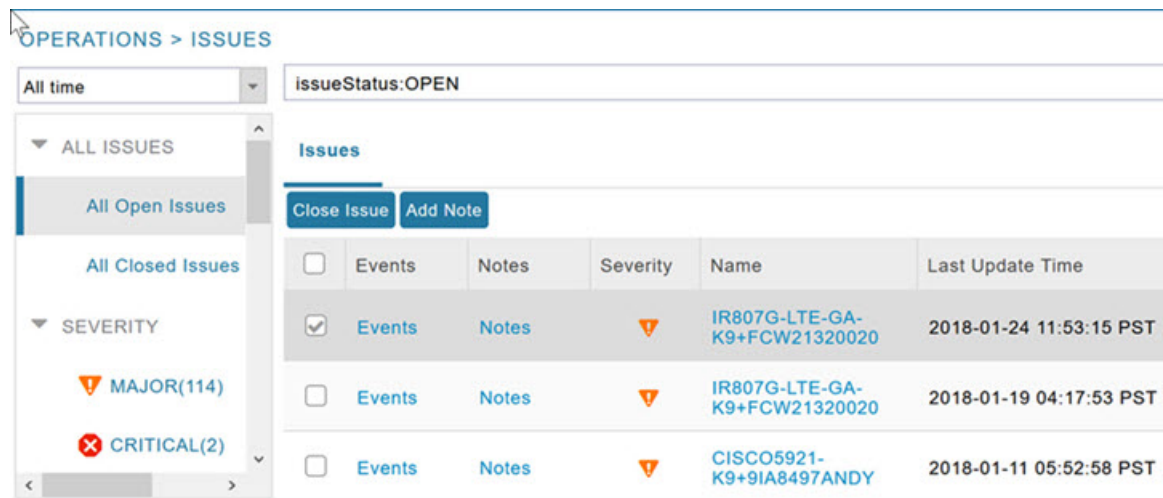 OPERATIONS > ISSUES
All time
issueStatus:OPEN
ALL ISSUES
All Open Issues
All Closed Issues
SEVERITY
MAJOR(114)
CRITICAL(2)
Issues
Close Issue Add Note
Events Notes Severity Name Last Update Time
Events Notes IR807G-LTE-GA-
K9+FCW21320020 2018-01-24 11:53:15 PST
Events Notes IR807G-LTE-GA-
K9+FCW21320020 2018-01-19 04:17:53 PST
Events Notes CISCO5921-
K9+9IA8497ANDY 2018-01-11 05:52:58 PST